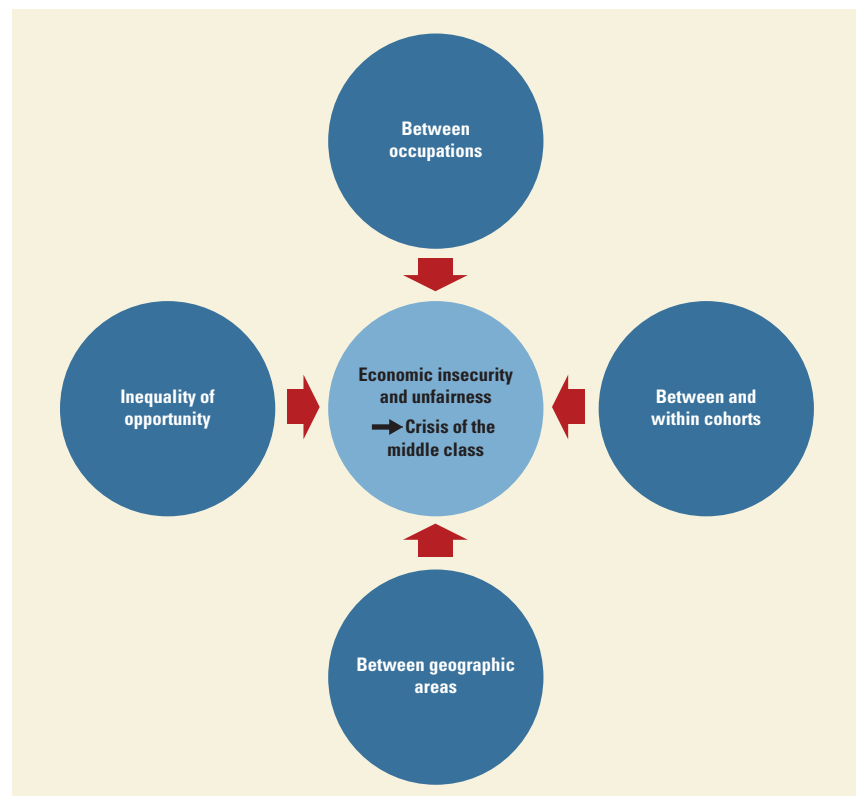 Between
occupations
Inequality of
opportunity
Economic insecurity
and unfairness
Crisis of the
middle class
Between and
within cohorts
Between geographic
areas